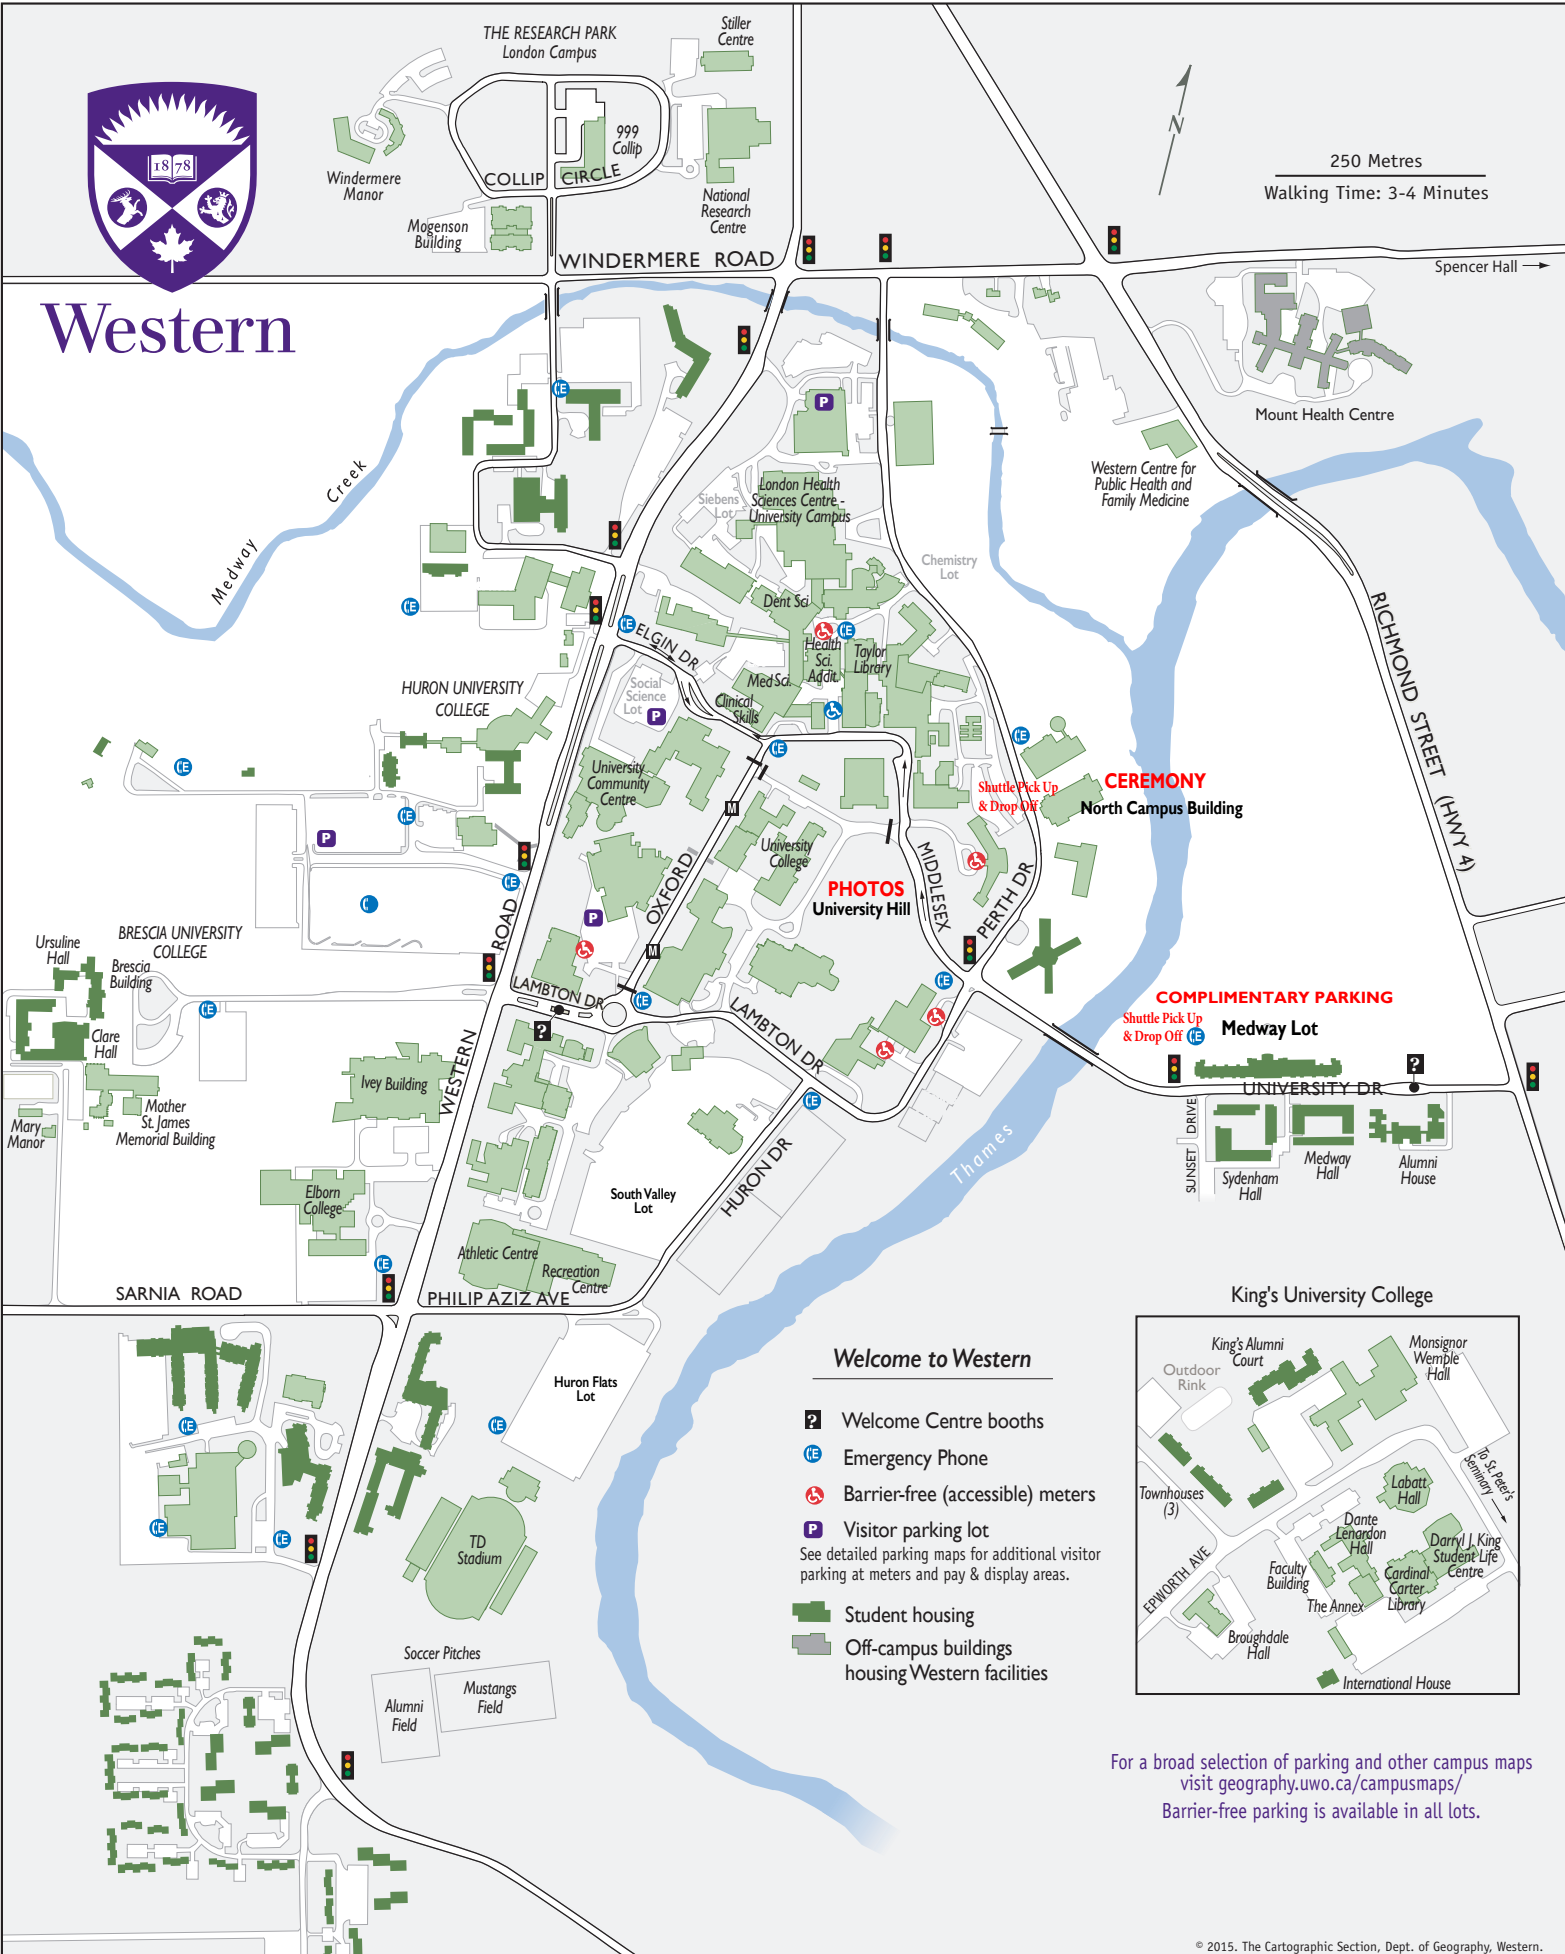 THE RESEARCH PARK
London Campus
Stiller
Centre
1878
Western
999
Collip
Windermere
Manor
COLLIP CIRCLE
Mogenson
Building
National
Research
Centre
N
250 Metres
Walking Time: 3-4 Minutes
WINDERMERE ROAD
Spencer Hall
Mount Health Centre
Medway Creek
P
Siebens
Lot
London Health
Sciences Centre -
University Campus
Western Centre for
Public Health and
Family Medicine
Chemistry
Lot
RICHMOND STREET (HWY 4)
Dent Sci
ELGIN DR
Health
Sci.
Addit.
Taylor
Library
Med Sci.
Clinical
Skills
Social
Science
Lot
P
HURON UNIVERSITY
COLLEGE
University
Community
Centre
M
Shuttle Pick Up
& Drop Off
CEREMONY
North Campus Building
P
University
College
OXFORD
MIDDLESEX
PERTH DR
PHOTOS
University Hill
P
M
WESTERN ROAD
BRESCIA UNIVERSITY
COLLEGE
Ursuline
Hall
Brescia
Building
Clare
Hall
LAMBTON DR
?
LAMBTON DR
COMPLIMENTARY PARKING
Shuttle Pick Up
& Drop Off
Medway Lot
?
UNIVERSITY DR
SUNSET DRIVE
Sydenham
Hall
Medway
Hall
Alumni
House
Ivey Building
Mother
St. James
Memorial Building
Mary
Manor
Elborn
College
South Valley
Lot
HURON DR
Thames
Athletic Centre
Recreation
Centre
SARNIA ROAD
PHILIP AZIZ AVE
Huron Flats
Lot
TD
Stadium
Soccer Pitches
Alumni
Field
Mustangs
Field
Welcome to Western
? Welcome Centre booths
CE Emergency Phone
Barrier-free (accessible) meters
P Visitor parking lot
See detailed parking maps for additional visitor
parking at meters and pay & display areas.
Student housing
Off-campus buildings
housing Western facilities
King's University College
King's Alumni
Court
Monsignor
Wemple
Hall
Outdoor
Rink
To St. Peter's
Seminary
Townhouses
(3)
Labatt
Hall
Dante
Lenardon
Hall
Darryl J. King
Student Life
Centre
Faculty
Building
Cardinal
Carter
Library
The Annex
EPWORTH AVE
Broughdale
Hall
International House
For a broad selection of parking and other campus maps
visit geography.uwo.ca/campusmaps/
Barrier-free parking is available in all lots.
© 2015. The Cartographic Section, Dept. of Geography, Western.